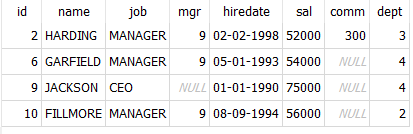 id name job mgr hiredate sal comm dept
2 HARDING MANAGER 9 02-02-1998 52000 300 3
6 GARFIELD MANAGER 9 05-01-1993 54000 NULL 4
9 JACKSON CEO NULL 01-01-1990 75000 NULL 4
10 FILLMORE MANAGER 9 08-09-1994 56000 NULL 2